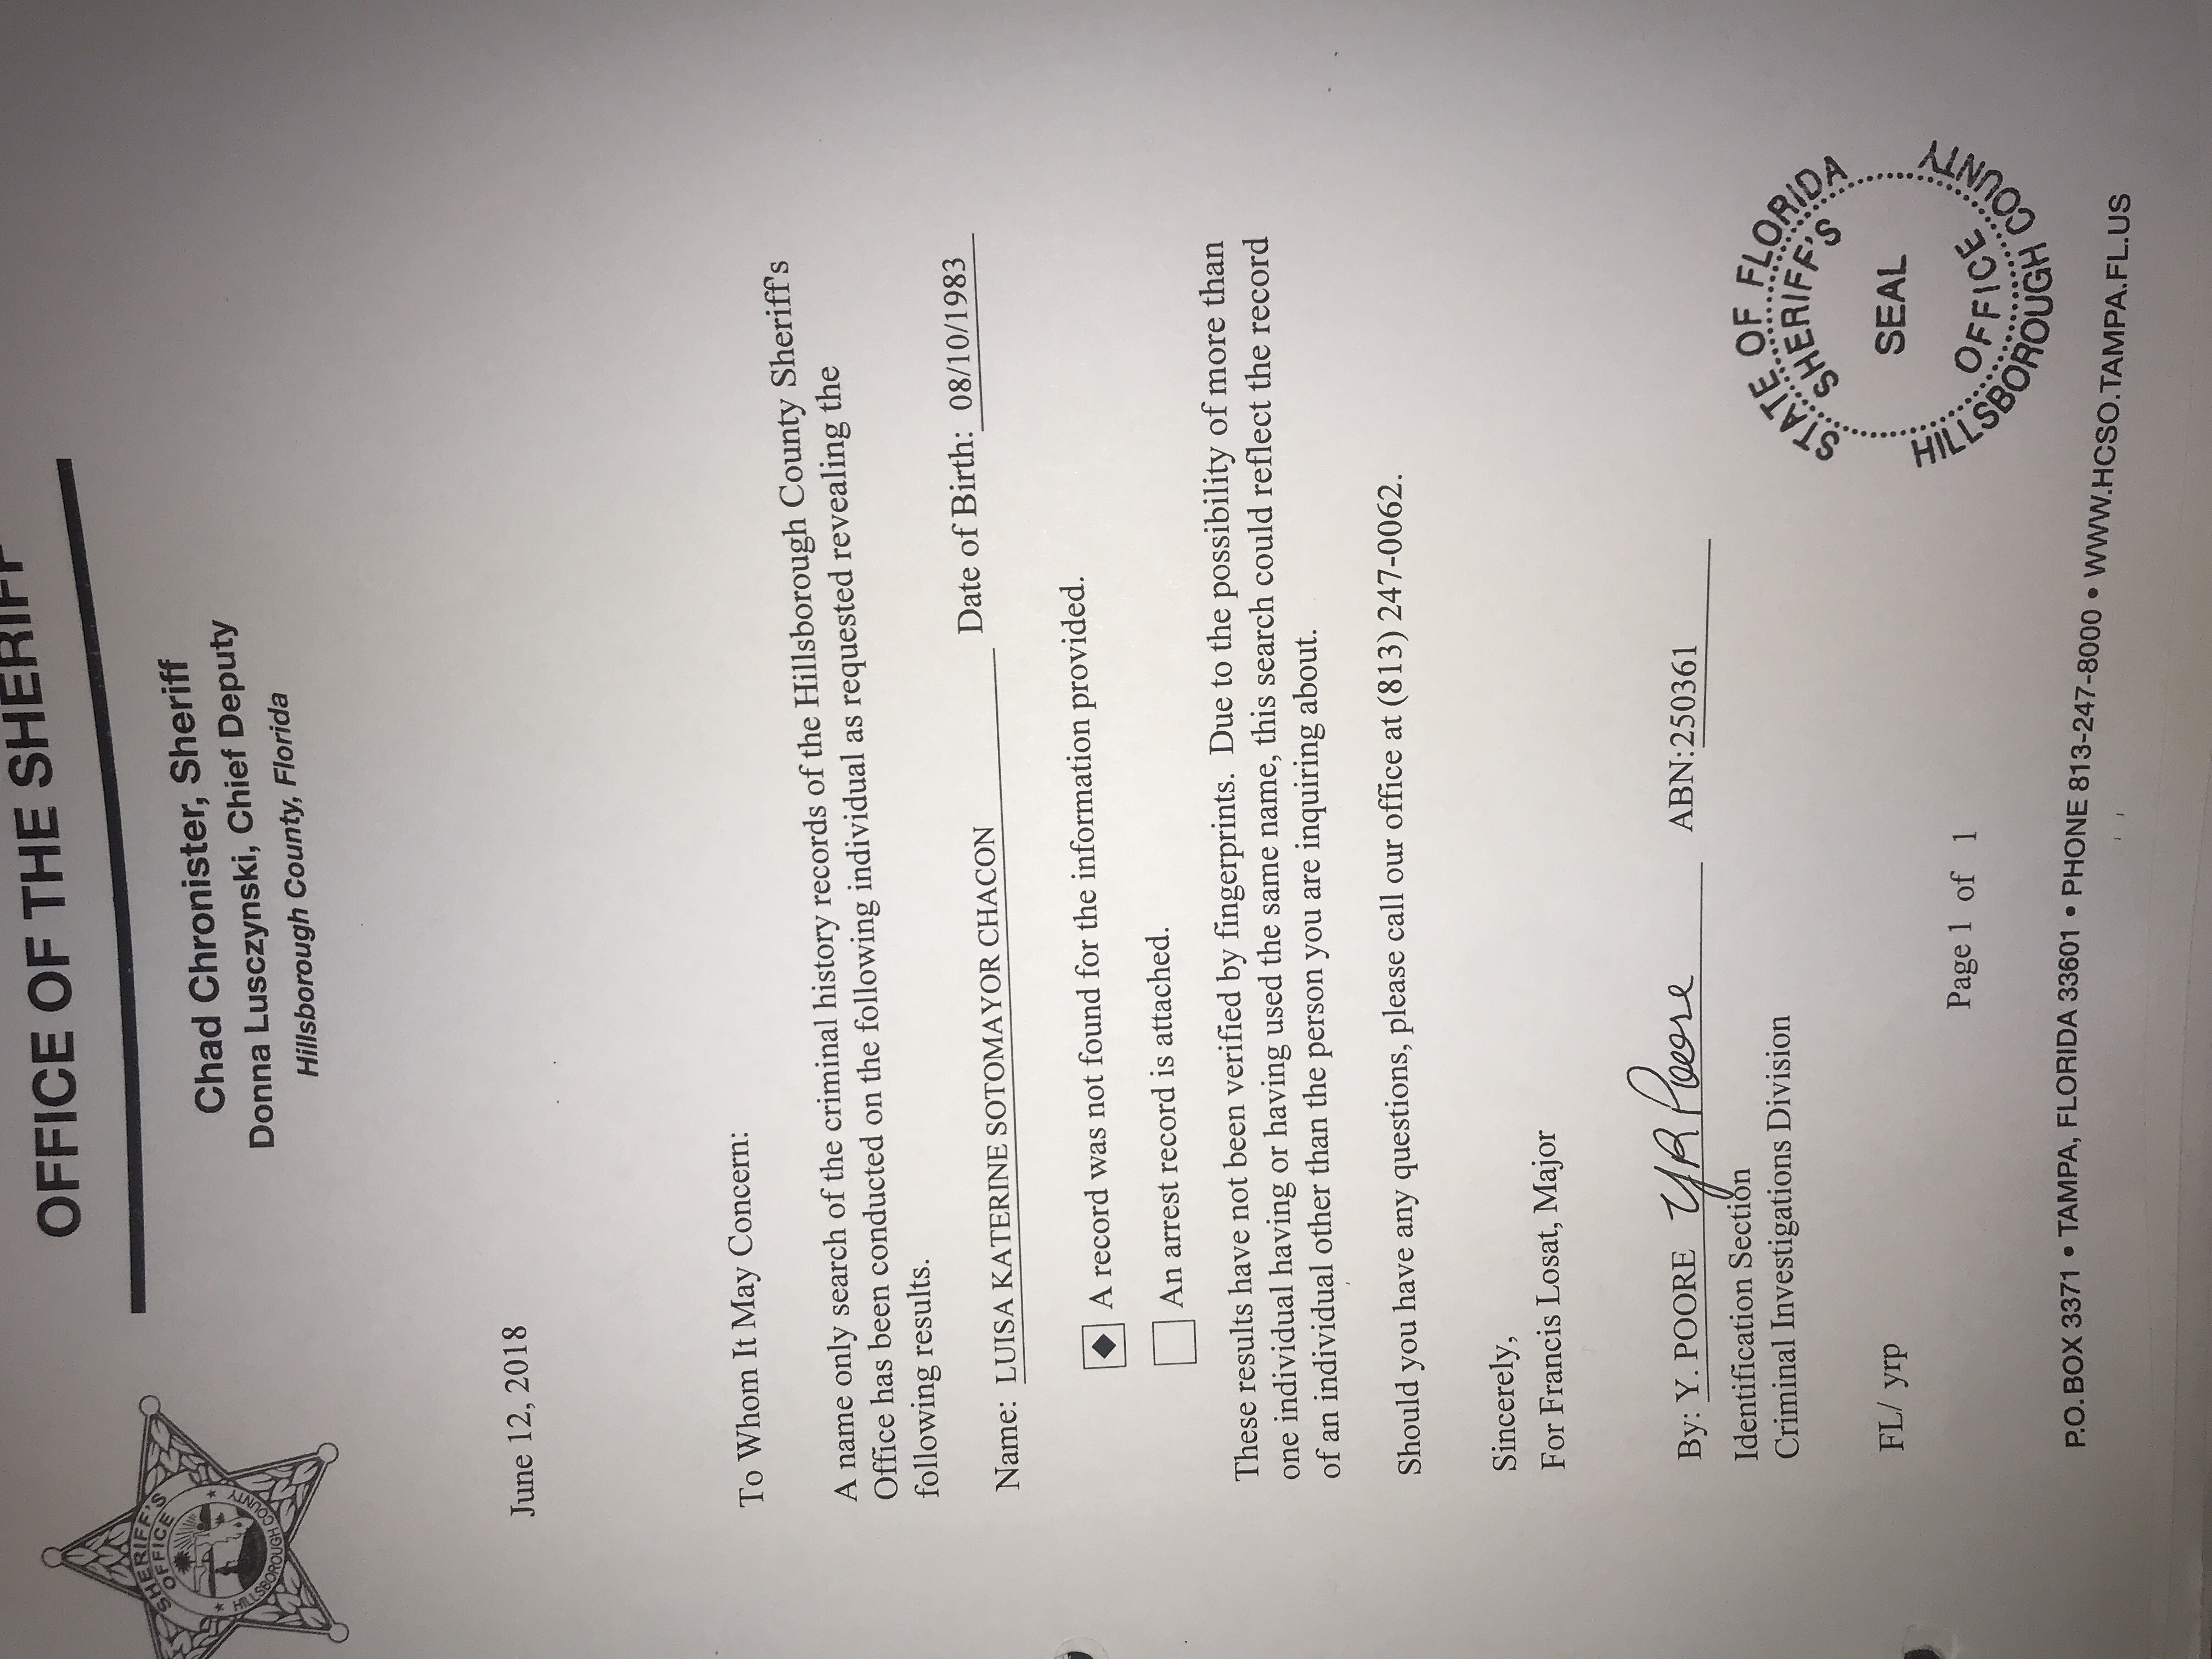 OFFICE OF THE SHERIFF
SHERIFF'S
OFFICE
HILLSBOROUGH COUNTY
Chad Chronister, Sheriff
Donna Lusczynski, Chief Deputy
Hillsborough County, Florida
June 12, 2018
To Whom It May Concern:
A name only search of the criminal history records of the Hillsborough County Sheriff's
Office has been conducted on the following individual as requested revealing the
following results.
Name: LUISA KATERINE SOTOMAYOR CHACON Date of Birth: 08/10/1983
A record was not found for the information provided.
An arrest record is attached.
These results have not been verified by fingerprints. Due to the possibility of more than
one individual having or having used the same name, this search could reflect the record
of an individual other than the person you are inquiring about.
Should you have any questions, please call our office at (813) 247-0062.
Sincerely,
For Francis Losat, Major
By: Y. POORE YR Poore ABN:250361
Identification Section
Criminal Investigations Division
FL/ yrp
STATE OF FLORIDA
SHERIFF'S
SEAL
OFFICE
HILLSBOROUGH COUNTY
Page 1 of 1
P.O. BOX 3371 • TAMPA, FLORIDA 33601 • PHONE 813-247-8000 • WWW.HCSO.TAMPA.FL.US